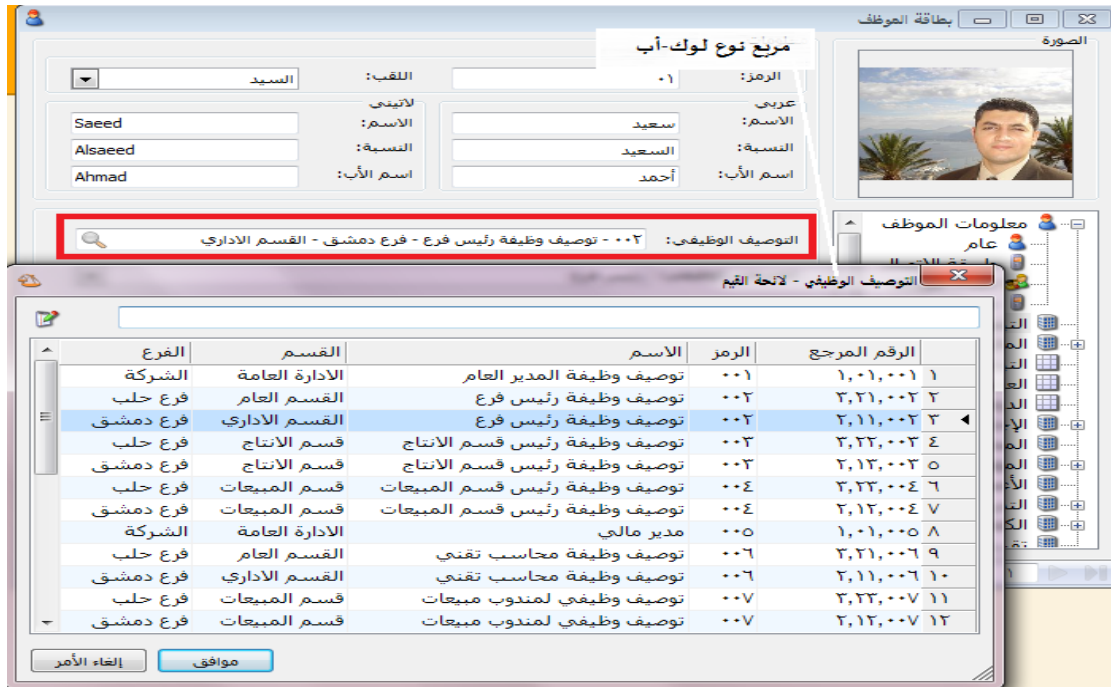 بطاقة الموظف
الصورة
مربع نوع لوك-أب
الرمز: ٠١ اللقب: السيد
عربي لاتيني
الاسم: سعيد الاسم: Saeed
النسبة: السعيد النسبة: Alsaeed
اسم الأب: أحمد اسم الأب: Ahmad
معلومات الموظف
عام
التوصيف الوظيفي: ٠٠٢ - توصيف وظيفة رئيس فرع - فرع دمشق - القسم الاداري
التوصيف الوظيفي - لائحة القيم
الرقم المرجع الرمز الاسم القسم الفرع
١ ١,٠١,٠٠١ ٠٠١ توصيف وظيفة المدير العام الادارة العامة الشركة
٢ ٣,٢١,٠٠٢ ٠٠٢ توصيف وظيفة رئيس فرع القسم العام فرع حلب
٣ ٢,١١,٠٠٢ ٠٠٢ توصيف وظيفة رئيس فرع القسم الاداري فرع دمشق
٤ ٣,٢٢,٠٠٣ ٠٠٣ توصيف وظيفة رئيس قسم الانتاج قسم الانتاج فرع حلب
٥ ٢,١٣,٠٠٣ ٠٠٣ توصيف وظيفة رئيس قسم الانتاج قسم الانتاج فرع دمشق
٦ ٣,٢٣,٠٠٤ ٠٠٤ توصيف وظيفة رئيس قسم المبيعات قسم المبيعات فرع حلب
٧ ٢,١٢,٠٠٤ ٠٠٤ توصيف وظيفة رئيس قسم المبيعات قسم المبيعات فرع دمشق
٨ ١,٠١,٠٠٥ ٠٠٥ مدير مالي الادارة العامة الشركة
٩ ٣,٢١,٠٠٦ ٠٠٦ توصيف وظيفة محاسب تقني القسم العام فرع حلب
١٠ ٢,١١,٠٠٦ ٠٠٦ توصيف وظيفة محاسب تقني القسم الاداري فرع دمشق
١١ ٣,٢٣,٠٠٧ ٠٠٧ توصيف وظيفي لمندوب مبيعات قسم المبيعات فرع حلب
١٢ ٢,١٢,٠٠٧ ٠٠٧ توصيف وظيفي لمندوب مبيعات قسم المبيعات فرع دمشق
موافق إلغاء الأمر